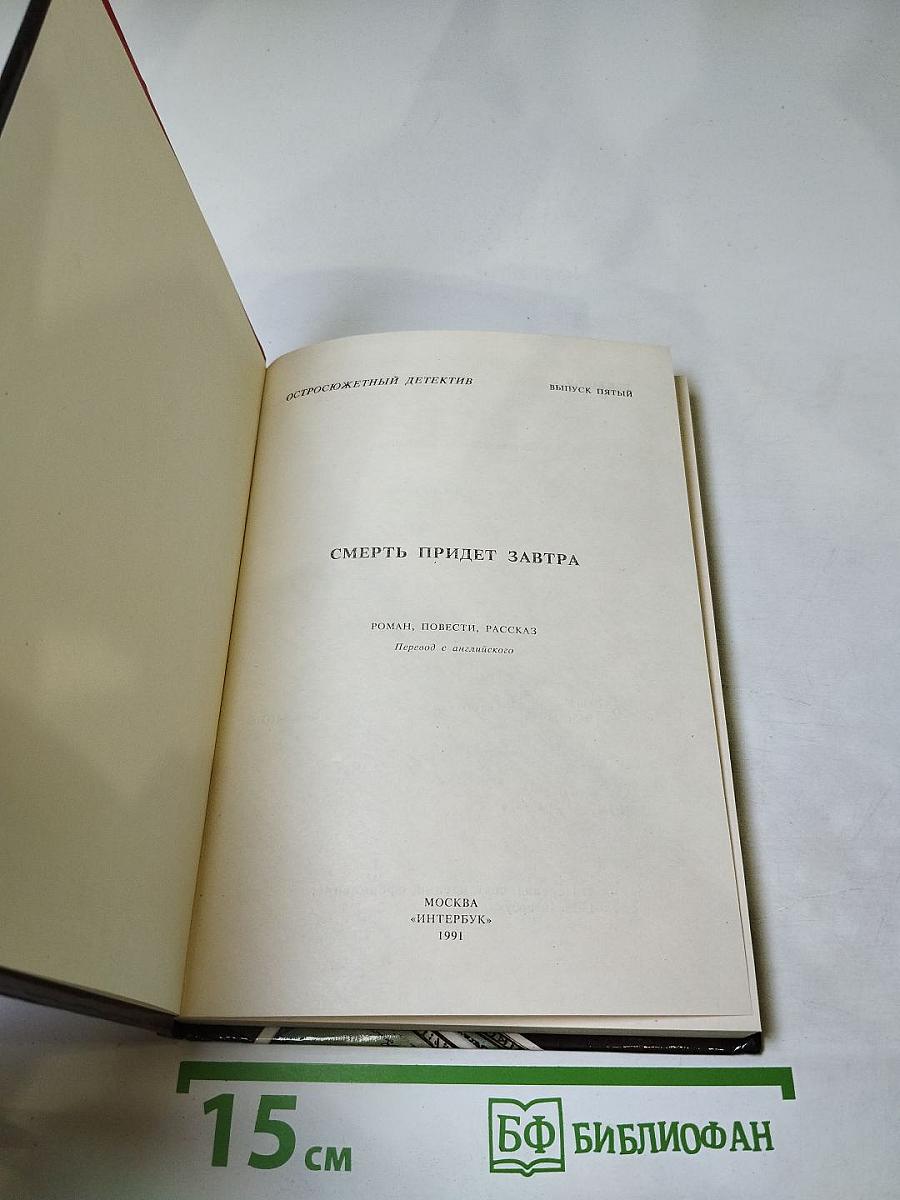 ОСТРОСЮЖЕТНЫЙ ДЕТЕКТИВ ВЫПУСК ПЯТЫЙ
СМЕРТЬ ПРИДЕТ ЗАВТРА
РОМАН, ПОВЕСТИ, РАССКАЗ
Перевод с английского
МОСКВА
«ИНТЕРБУК»
1991
15 см
БФ БИБЛИОФАН